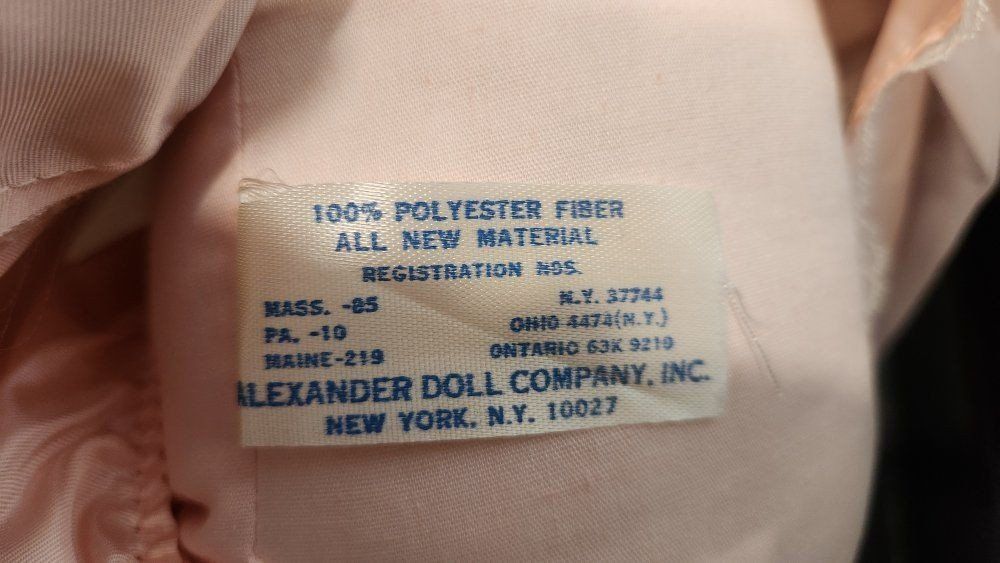 100% POLYESTER FIBER
ALL NEW MATERIAL
REGISTRATION NOS.
MASS. -85 N.Y. 37744
PA. -10 OHIO 4474(N.Y.)
MAINE-219 ONTARIO 63K 9219
ALEXANDER DOLL COMPANY, INC.
NEW YORK, N.Y. 10027